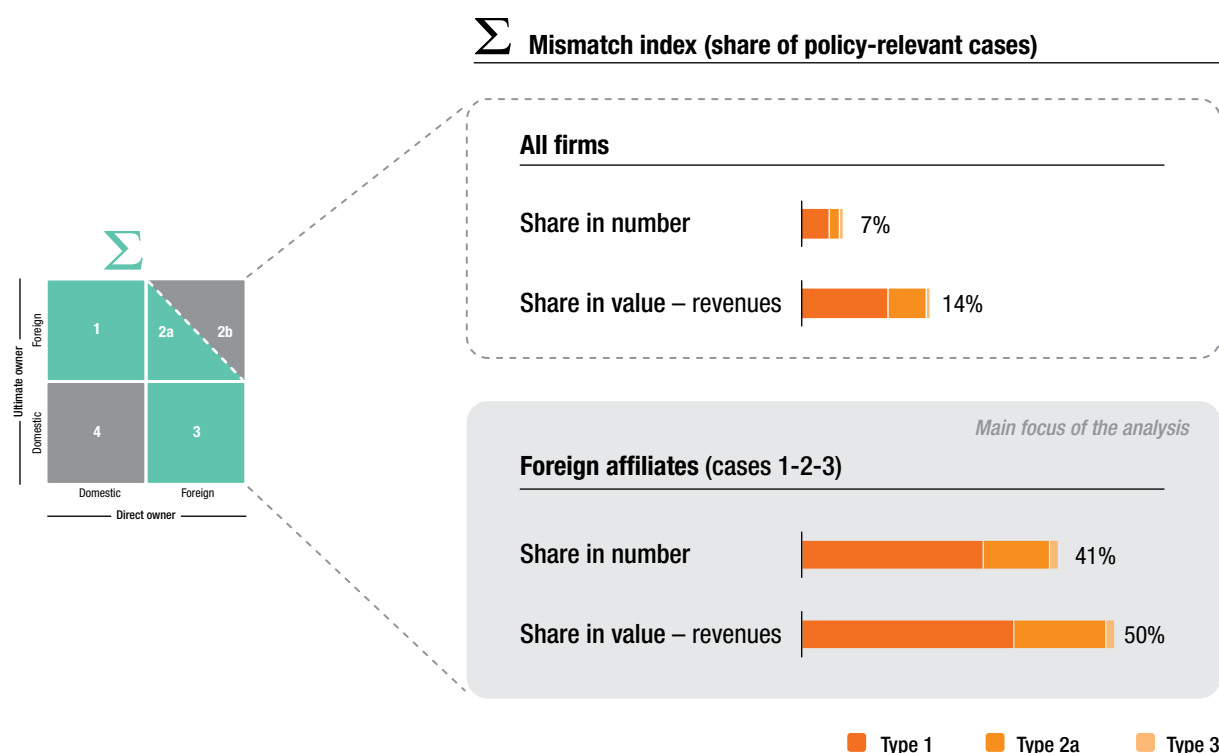 Σ Mismatch index (share of policy-relevant cases)
All firms
Share in number
7%
Share in value – revenues
14%
Σ
Ultimate owner
Foreign
Domestic
1
2a
2b
4
3
Domestic
Foreign
Direct owner
Main focus of the analysis
Foreign affiliates (cases 1-2-3)
Share in number
41%
Share in value – revenues
50%
Type 1
Type 2a
Type 3